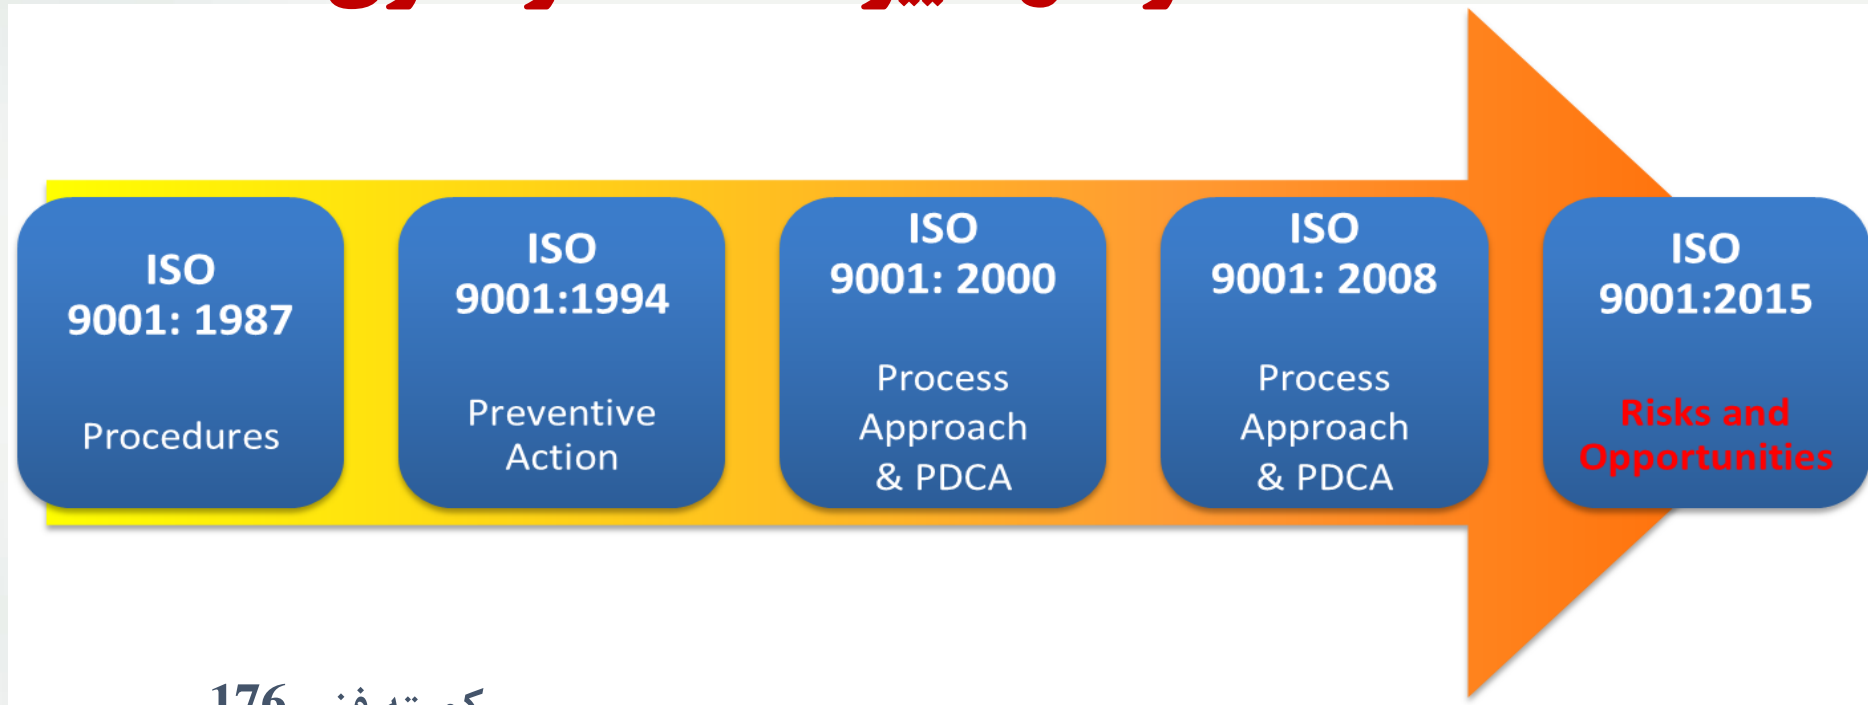 ISO
9001: 1987
Procedures
ISO
9001:1994
Preventive
Action
ISO
9001: 2000
Process
Approach
& PDCA
ISO
9001: 2008
Process
Approach
& PDCA
ISO
9001:2015
Risks and
Opportunities
176